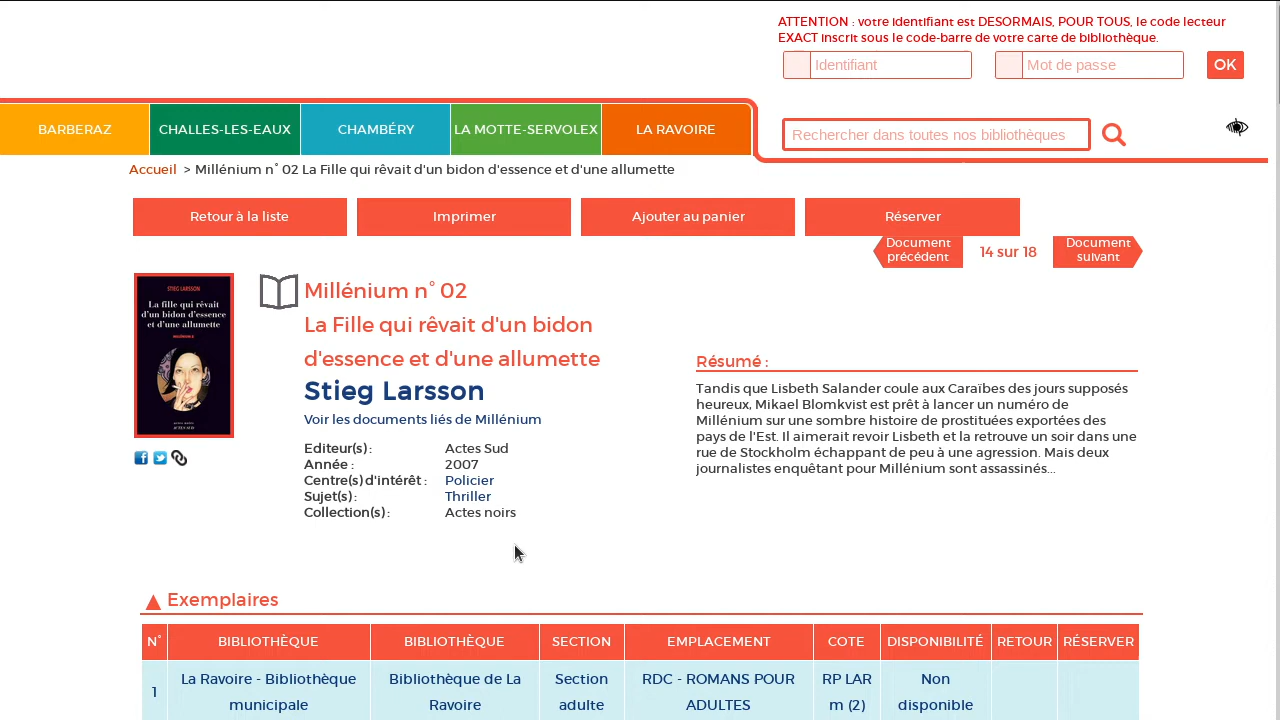 ATTENTION : votre identifiant est DESORMAIS, POUR TOUS, le code lecteur
EXACT inscrit sous le code-barre de votre carte de bibliothèque.
Identifiant
Mot de passe
OK
BARBERAZ
CHALLES-LES-EAUX
CHAMBÉRY
LA MOTTE-SERVOLEX
LA RAVOIRE
Rechercher dans toutes nos bibliothèques
Accueil > Millénium n° 02 La Fille qui rêvait d'un bidon d'essence et d'une allumette
Retour à la liste
Imprimer
Ajouter au panier
Réserver
Document
précédent
14 sur 18
Document
suivant
STIEG LARSSON
La fille qui rêvait
d'un bidon d'essence
et d'une allumette
MILLÉNIUM 2
ACTES SUD
Millénium n° 02
La Fille qui rêvait d'un bidon
d'essence et d'une allumette
Stieg Larsson
Voir les documents liés de Millénium
Editeur(s) : Actes Sud
Année : 2007
Centre(s) d'intérêt : Policier
Sujet(s) : Thriller
Collection(s) : Actes noirs
Résumé :
Tandis que Lisbeth Salander coule aux Caraïbes des jours supposés
heureux, Mikael Blomkvist est prêt à lancer un numéro de
Millénium sur une sombre histoire de prostituées exportées des
pays de l'Est. Il aimerait revoir Lisbeth et la retrouve un soir dans une
rue de Stockholm échappant de peu à une agression. Mais deux
journalistes enquêtant pour Millénium sont assassinés...
Exemplaires
N° BIBLIOTHÈQUE BIBLIOTHÈQUE SECTION EMPLACEMENT COTE DISPONIBILITÉ RETOUR RÉSERVER
1 La Ravoire - Bibliothèque Bibliothèque de La Section RDC - ROMANS POUR RP LAR Non
municipale Ravoire adulte ADULTES m (2) disponible